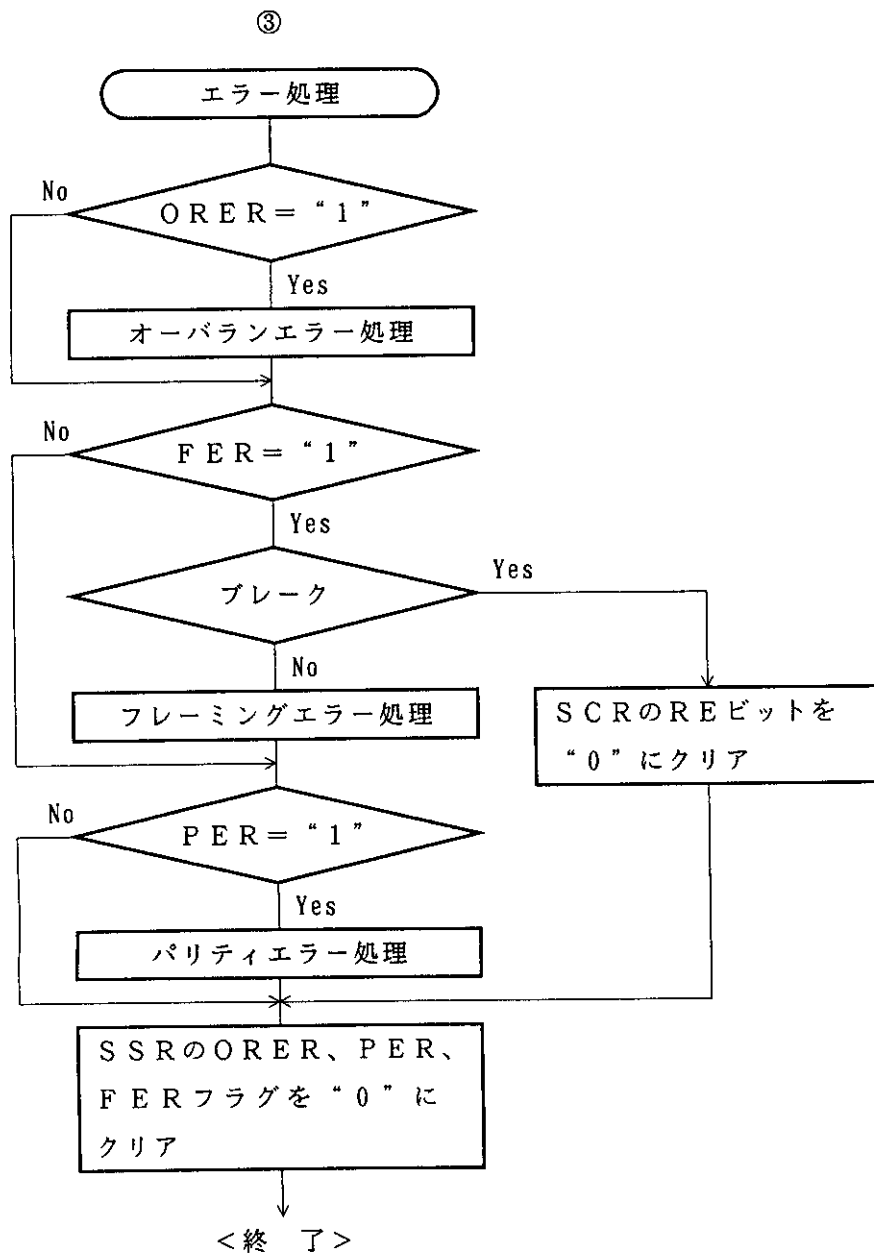 ③
エラー処理
No
ORER＝“1”
Yes
オーバランエラー処理
No
FER＝“1”
Yes
ブレーク
Yes
No
フレーミングエラー処理
SCRのREビットを
“0”にクリア
No
PER＝“1”
Yes
パリティエラー処理
SSRのORER、PER、
FERフラグを“0”に
クリア
＜終　了＞